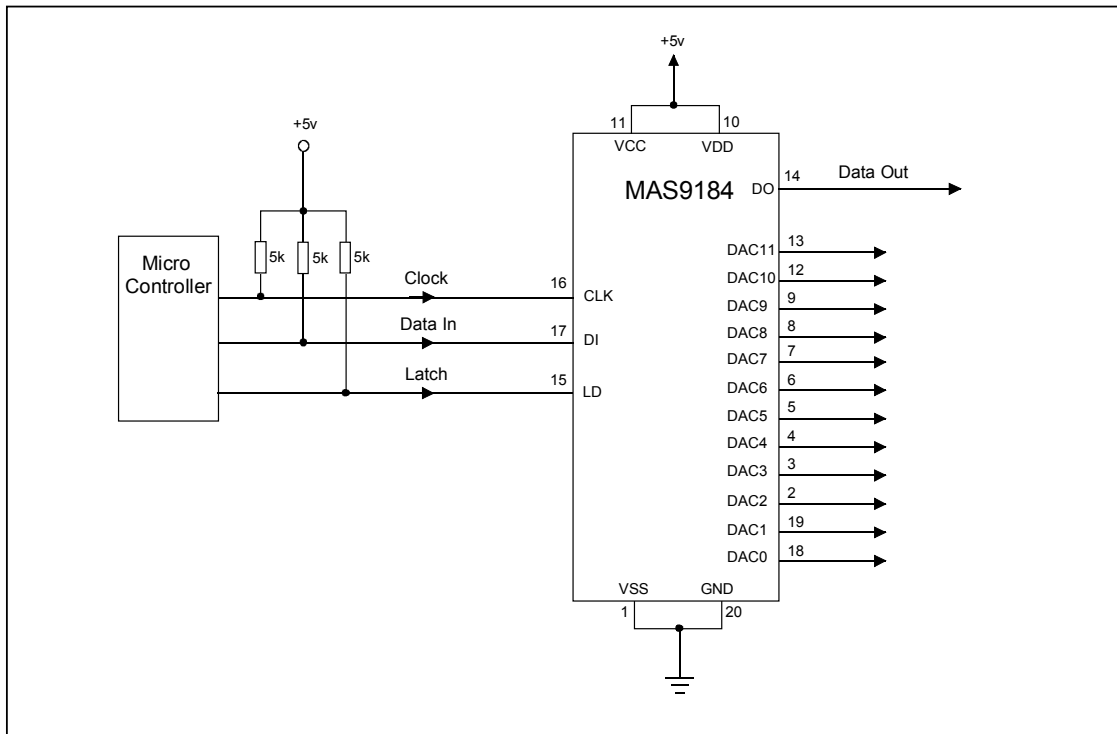 +5v
11 10
VCC VDD
+5v
MAS9184
14 Data Out
DO
5k 5k 5k
Micro
Controller
Clock
16 CLK
Data In
17 DI
Latch
15 LD
DAC11 13
DAC10 12
DAC9 9
DAC8 8
DAC7 7
DAC6 6
DAC5 5
DAC4 4
DAC3 3
DAC2 2
DAC1 19
DAC0 18
VSS GND
1 20